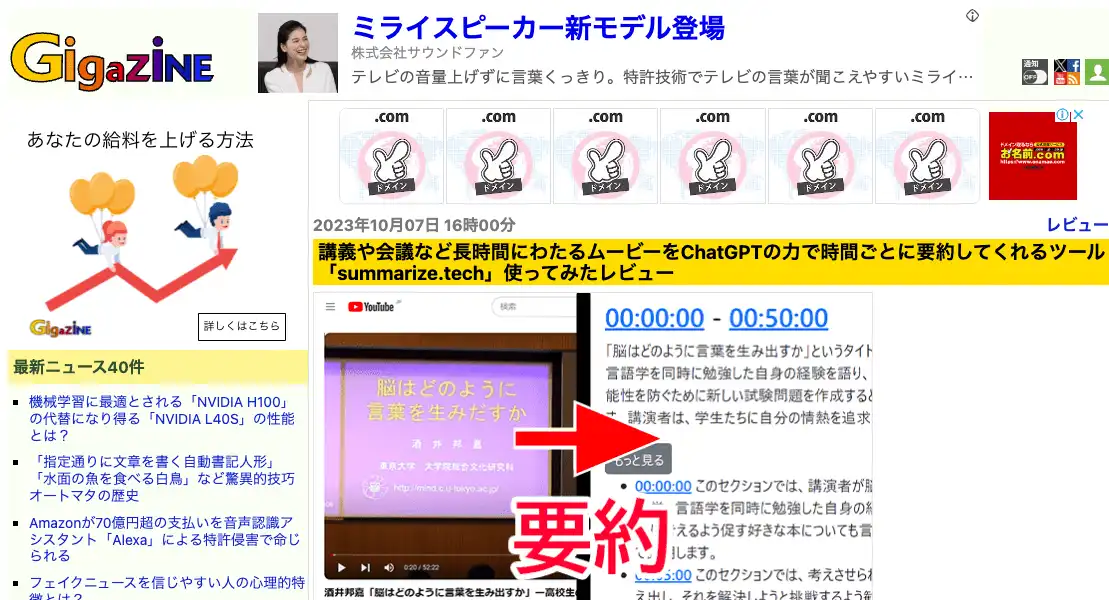 GigaZiNE
ミライスピーカー新モデル登場
株式会社サウンドファン
テレビの音量上げずに言葉くっきり。特許技術でテレビの言葉が聞こえやすいミライ…
通知
OFF
あなたの給料を上げる方法
GigaZiNE
詳しくはこちら
.com
ドメイン
.com
ドメイン
.com
ドメイン
.com
ドメイン
.com
ドメイン
.com
ドメイン
ドメイン取るなら
お名前.com
https://www.onamae.com
2023年10月07日 16時00分
レビュー
講義や会議など長時間にわたるムービーをChatGPTの力で時間ごとに要約してくれるツール
「summarize.tech」使ってみたレビュー
YouTube
検索
脳はどのように
言葉を生みだすか
酒井邦嘉
東京大学 大学院総合文化研究科
0:20 / 52:22
酒井邦嘉「脳はどのように言葉を生み出すか」ー高校生
00:00:00 - 00:50:00
「脳はどのように言葉を生み出すか」というタイト
言語学を同時に勉強した自身の経験を語り、
能性を防ぐために新しい試験問題を作成すると
す。講演者は、学生たちに自分の情熱を追求
もっと見る
00:00:00 このセクションでは、講演者が脳
学、言語学を同時に勉強した自身の経
考えるよう促す好きな本についても言
明します。
00:05:00 このセクションでは、考えさせられ
え出し、それを解決しようと挑戦するよう
要約
最新ニュース40件
機械学習に最適とされる「NVIDIA H100」
の代替になり得る「NVIDIA L40S」の性能
とは？
「指定通りに文章を書く自動書記人形」
「水面の魚を食べる白鳥」など驚異的技巧
オートマタの歴史
Amazonが70億円超の支払いを音声認識ア
シスタント「Alexa」による特許侵害で命じ
られる
フェイクニュースを信じやすい人の心理的特
徴とは？